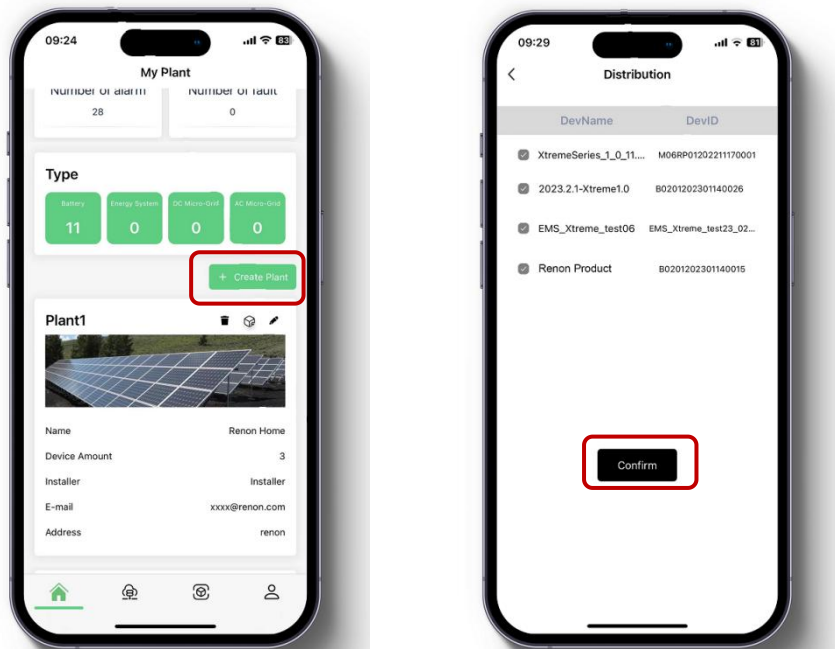 09:24
83
My Plant
Number of alarm
Number of fault
28
0
Type
Battery
Energy System
DC Micro-Grid
AC Micro-Grid
11
0
0
0
+ Create Plant
Plant1
Name
Renon Home
Device Amount
3
Installer
Installer
E-mail
xxxx@renon.com
Address
renon
09:29
81
Distribution
DevName
DevID
XtremeSeries_1_0_11....
M06RP01202211170001
2023.2.1-Xtreme1.0
B0201202301140026
EMS_Xtreme_test06
EMS_Xtreme_test23_02...
Renon Product
B0201202301140015
Confirm